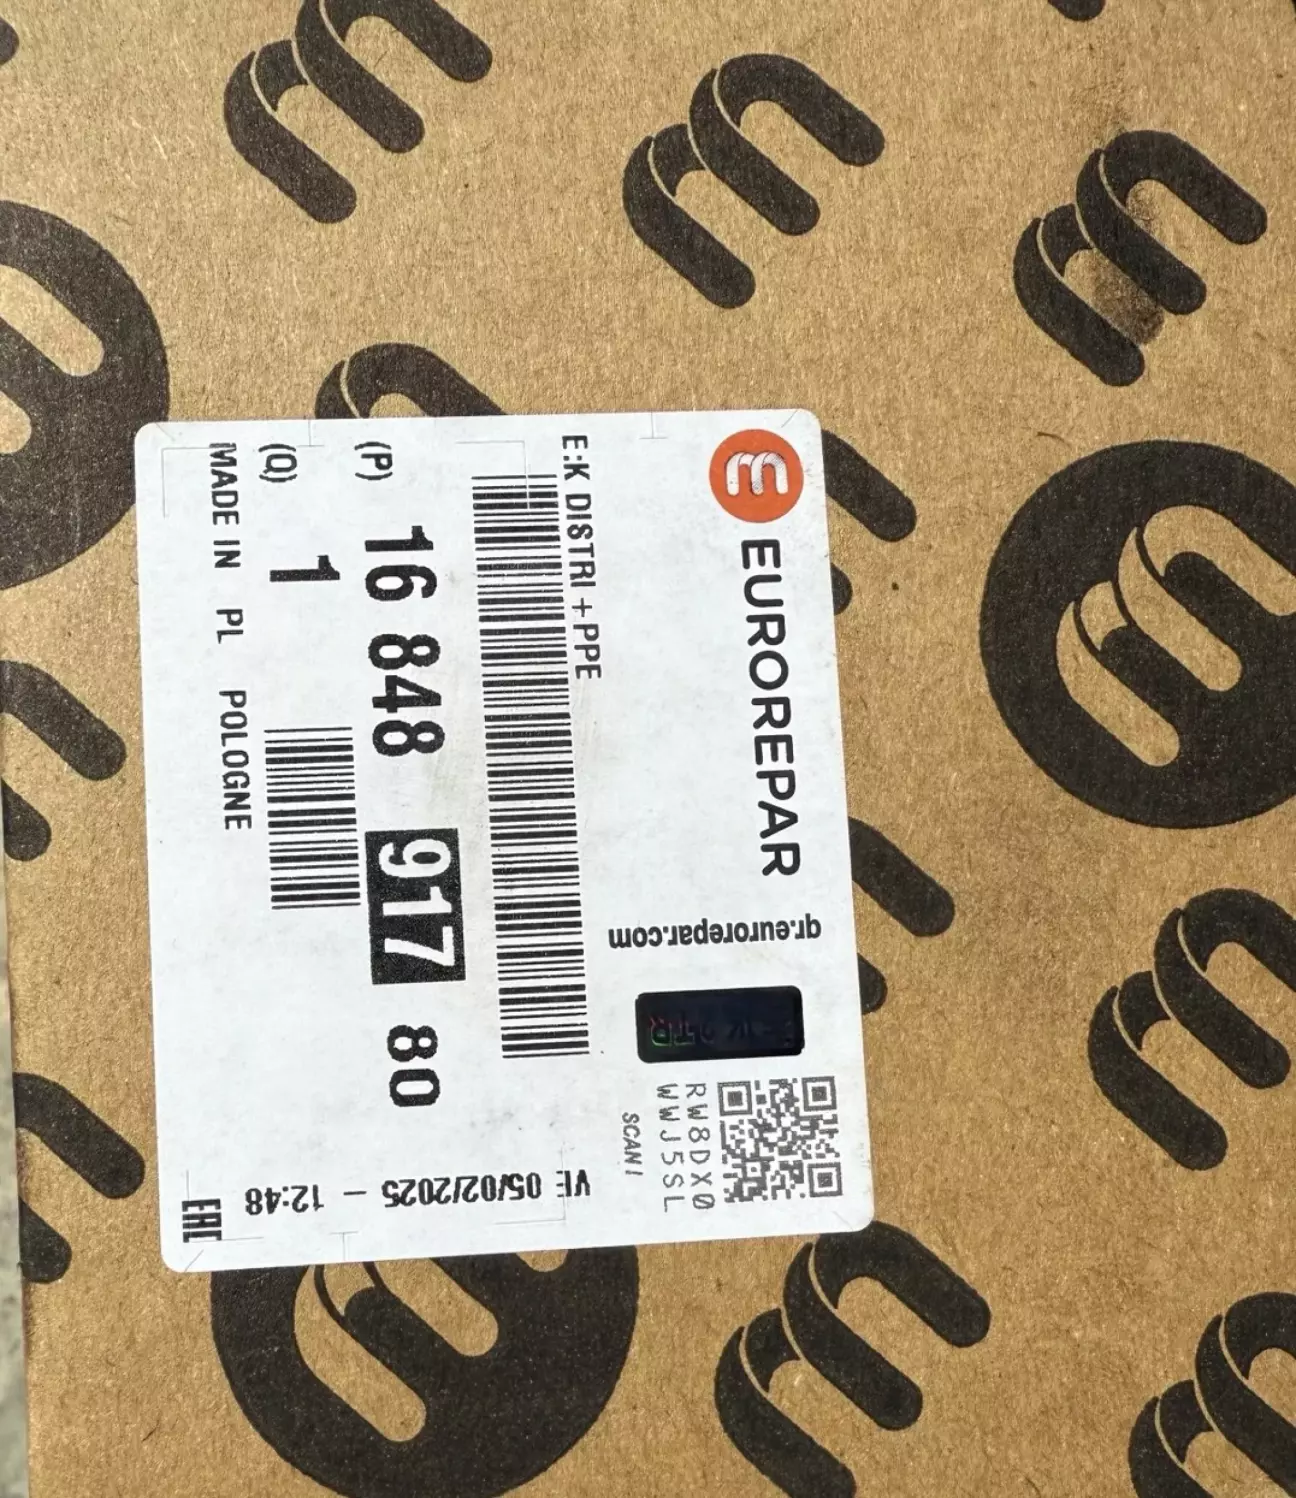 EUROREPAR
qr.eurorepar.com
RW8DX0
WWJ5SL
SCAN!
E:K DISTRI + PPE
(P) 16 848 917 80
(Q) 1
MADE IN PL POLOGNE
VE 05/02/2025 - 12:48
EAC